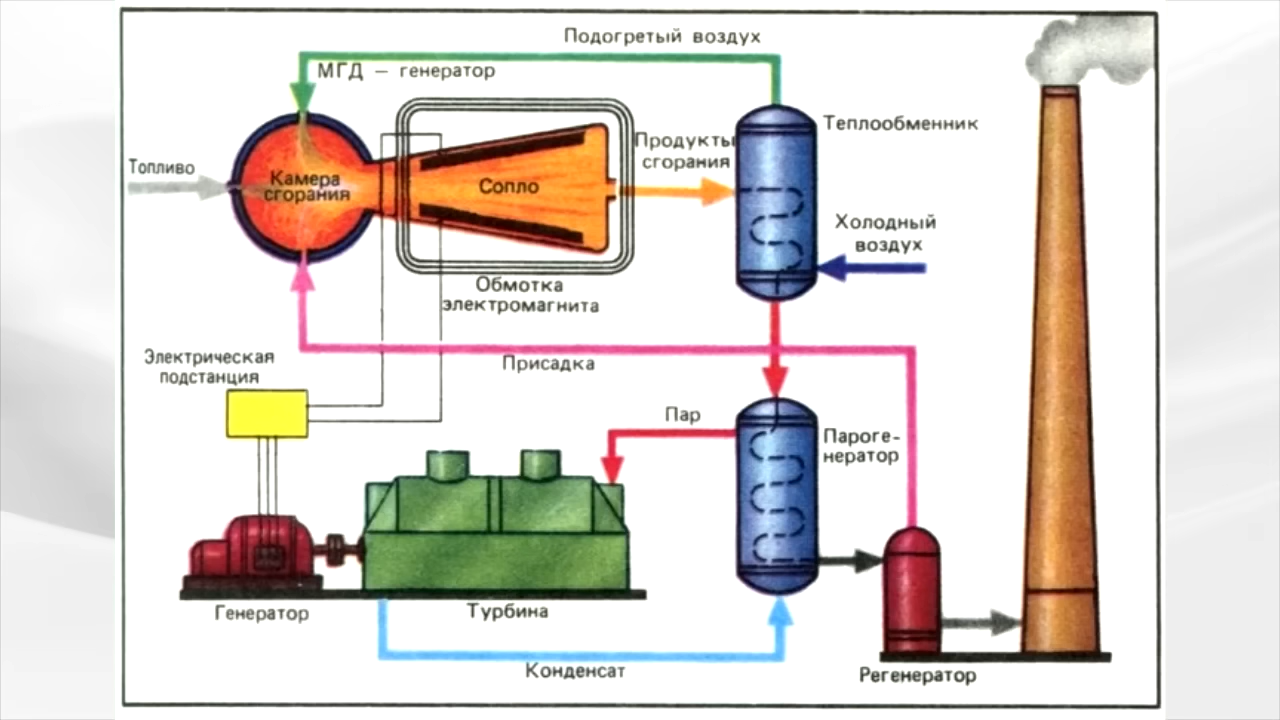 Подогретый воздух
МГД — генератор
Теплообменник
Продукты
сгорания
Топливо
Камера
сгорания
Сопло
Холодный
воздух
Обмотка
электромагнита
Электрическая
подстанция
Присадка
Пар
Пароге-
нератор
Генератор
Турбина
Конденсат
Регенератор